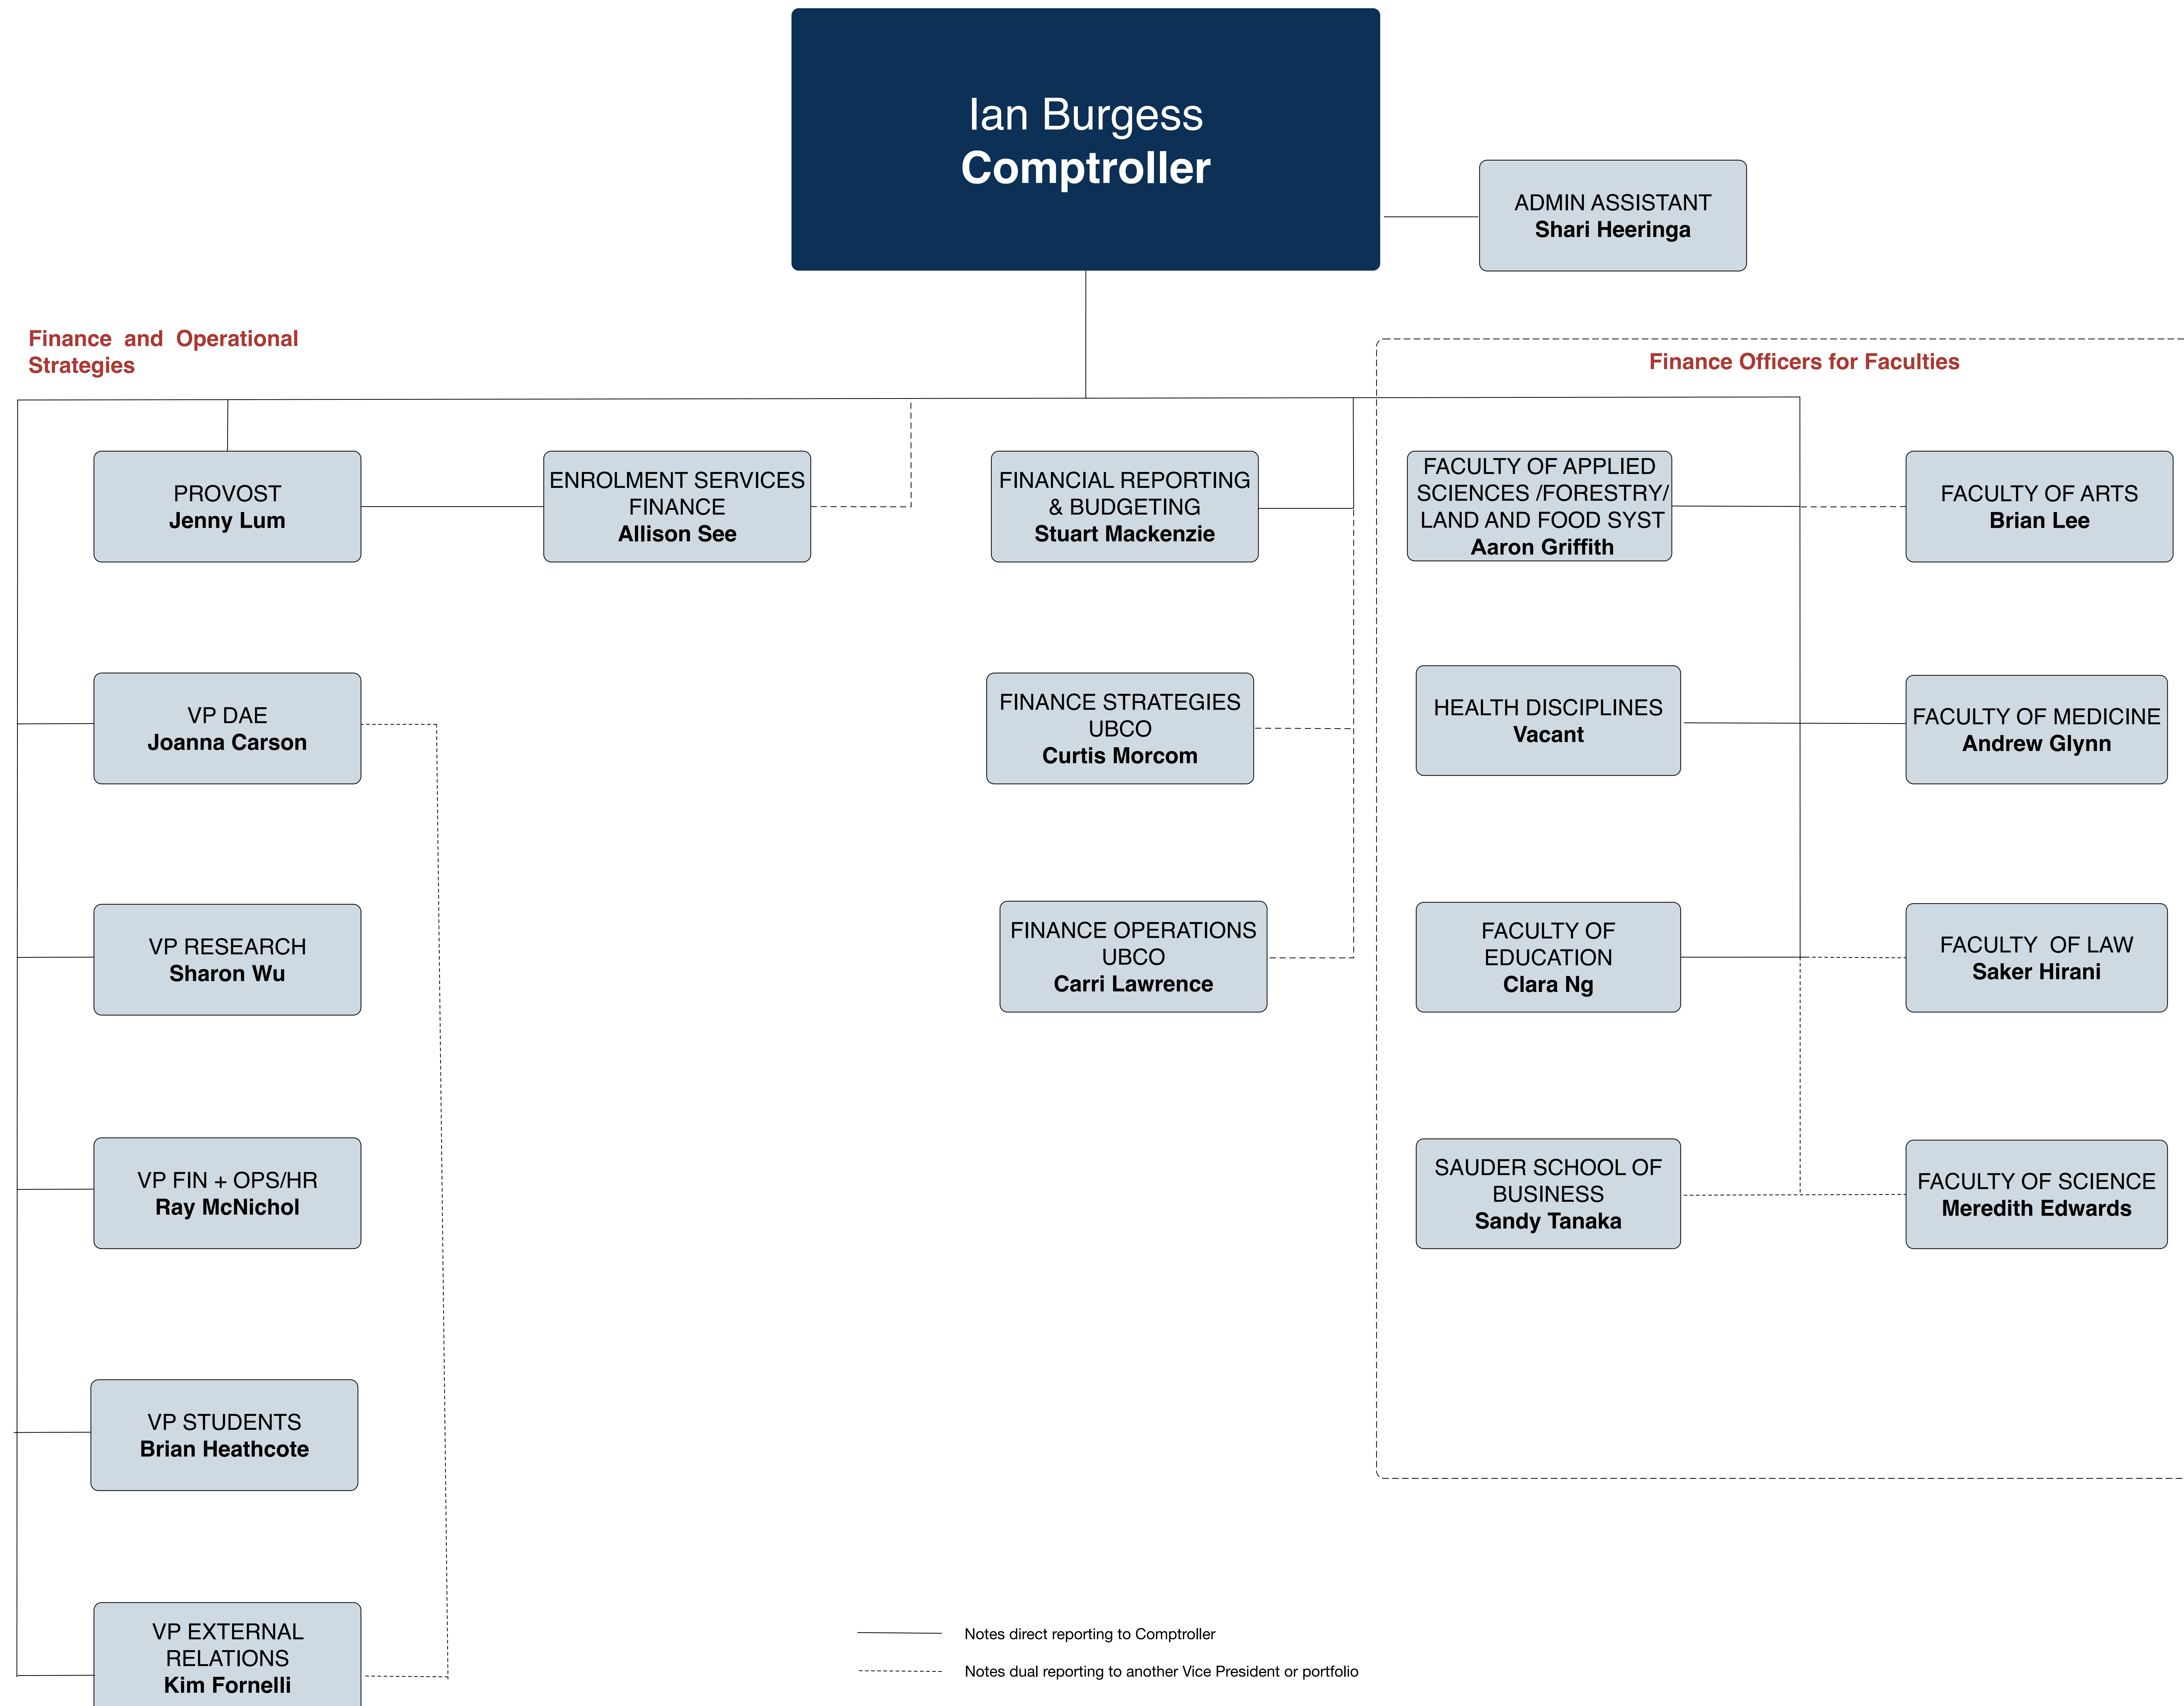 Ian Burgess
Comptroller
ADMIN ASSISTANT
Shari Heeringa
Finance and Operational
Strategies
Finance Officers for Faculties
PROVOST
Jenny Lum
ENROLMENT SERVICES
FINANCE
Allison See
FINANCIAL REPORTING
& BUDGETING
Stuart Mackenzie
FACULTY OF APPLIED
SCIENCES /FORESTRY/
LAND AND FOOD SYST
Aaron Griffith
FACULTY OF ARTS
Brian Lee
VP DAE
Joanna Carson
FINANCE STRATEGIES
UBCO
Curtis Morcom
HEALTH DISCIPLINES
Vacant
FACULTY OF MEDICINE
Andrew Glynn
VP RESEARCH
Sharon Wu
FINANCE OPERATIONS
UBCO
Carri Lawrence
FACULTY OF
EDUCATION
Clara Ng
FACULTY OF LAW
Saker Hirani
VP FIN + OPS/HR
Ray McNichol
SAUDER SCHOOL OF
BUSINESS
Sandy Tanaka
FACULTY OF SCIENCE
Meredith Edwards
VP STUDENTS
Brian Heathcote
VP EXTERNAL
RELATIONS
Kim Fornelli
Notes direct reporting to Comptroller
Notes dual reporting to another Vice President or portfolio